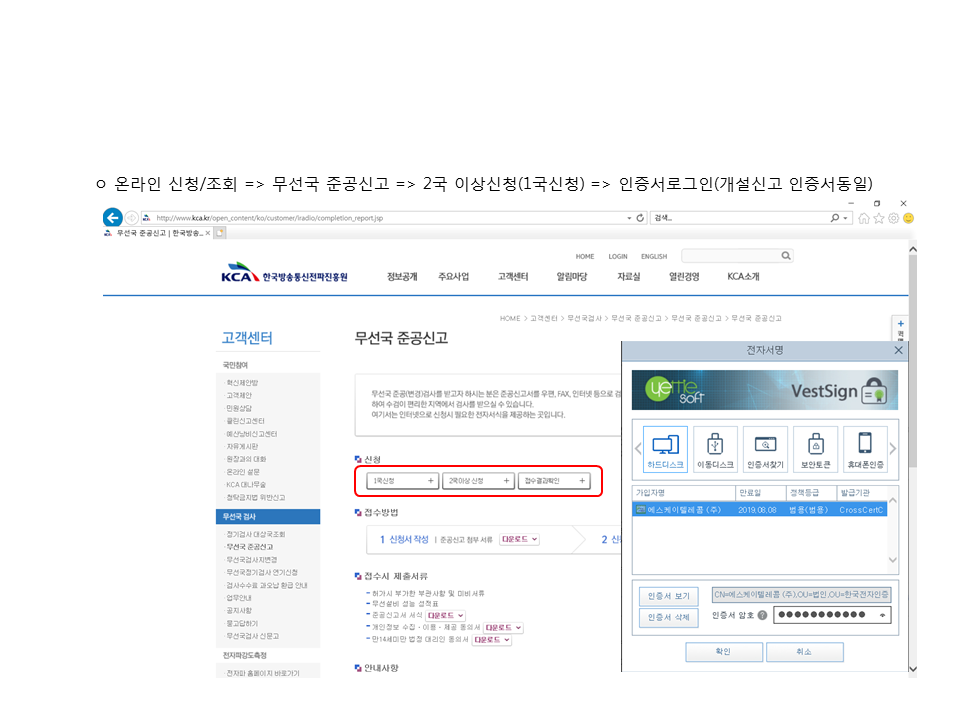 ㅇ 온라인 신청/조회 => 무선국 준공신고 => 2국 이상신청(1국신청) => 인증서로그인(개설신고 인증서동일)
http://www.kca.kr/open_content/ko/customer/iradio/completion_report.jsp
검색...
무선국 준공신고 | 한국방송...
HOME LOGIN ENGLISH
KCA 한국방송통신전파진흥원
정보공개 주요사업 고객센터 알림마당 자료실 열린경영 KCA소개
HOME > 고객센터 > 무선국검사 > 무선국 준공신고 > 무선국 준공신고 > 무선국 준공신고
고객센터
국민참여
혁신제안방
고객제안
민원상담
클린신고센터
예산낭비신고센터
자유게시판
원장과의 대화
온라인 설문
KCA 대나무숲
청탁금지법 위반신고
무선국 검사
정기검사 대상국조회
무선국 준공신고
무선국검사지변경
무선국정기검사 연기신청
검사수수료 과오납 환급 안내
업무안내
공지사항
묻고답하기
무선국검사 신문고
전자파강도측정
전자파 홈페이지 바로가기
무선국 준공신고
무선국 준공(변경)검사를 받고자 하시는 분은 준공신고서를 우편, FAX, 인터넷 등으로
하여 수검이 편리한 지역에서 검사를 받으실 수 있습니다.
여기서는 인터넷으로 신청시 필요한 전자서식을 제공하는 곳입니다.
신청
1국신청 + 2국이상 신청 + 접수결과확인 +
접수방법
1 신청서 작성 | 준공신고 첨부 서류 다운로드 2
접수시 제출서류
허가시 부가한 부관사항 및 미비서류
무선설비 성능 성적표
준공신고서 서식 다운로드
개인정보 수집·이용·제공 동의서 다운로드
만14세미만 법정 대리인 동의서 다운로드
안내사항
전자서명
yettie soft VestSign
하드디스크 이동디스크 인증서찾기 보안토큰 휴대폰인증
가입자명 만료일 정책등급 발급기관
에스케이텔레콤 (주) 2019.08.08 범용(법용) CrossCertC
인증서 보기 CN=에스케이텔레콤 (주),OU=법인,OU=한국전자인증
인증서 삭제 인증서 암호 ?
확인 취소